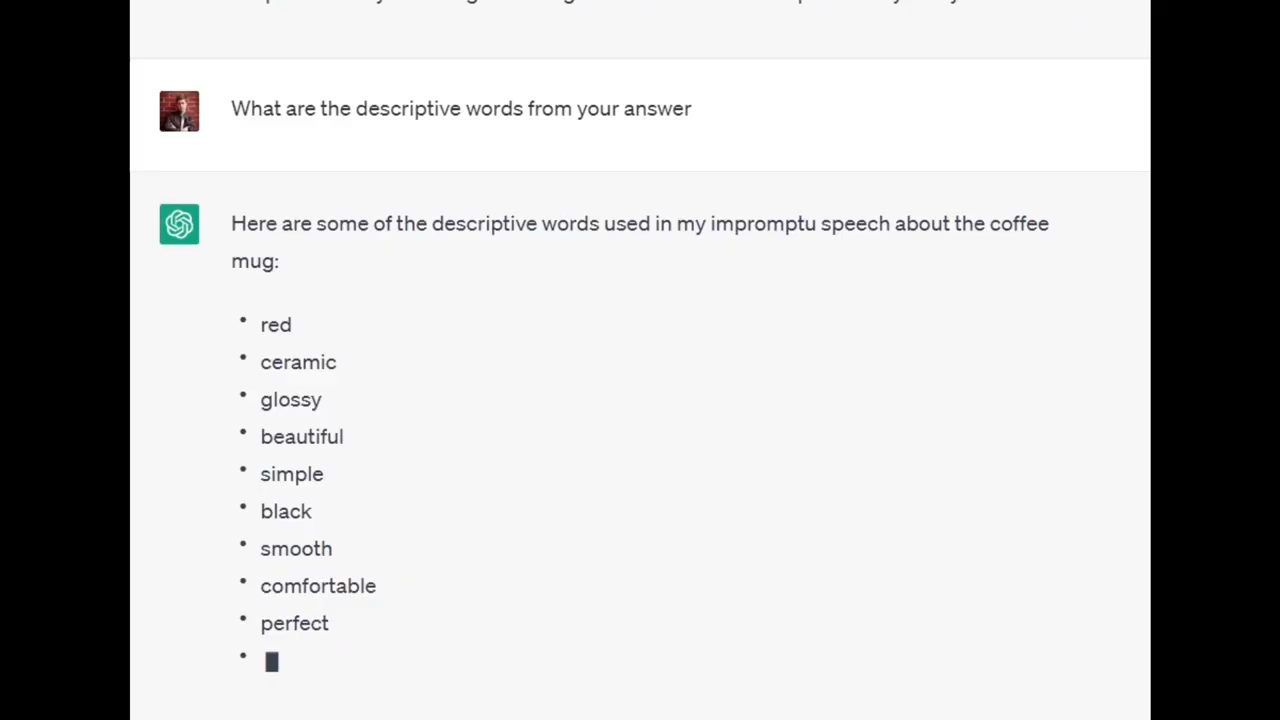 What are the descriptive words from your answer
Here are some of the descriptive words used in my impromptu speech about the coffee
mug:
• red
• ceramic
• glossy
• beautiful
• simple
• black
• smooth
• comfortable
• perfect
•